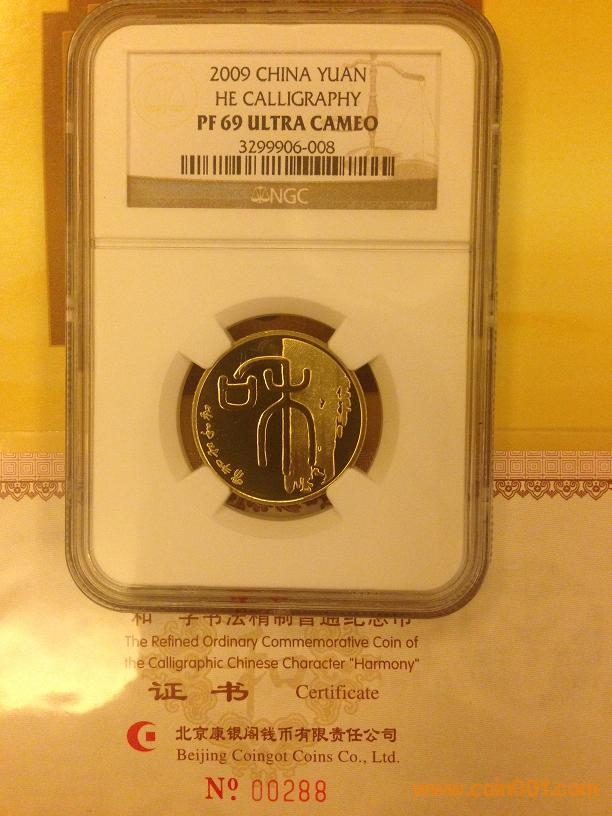 2009 CHINA YUAN
HE CALLIGRAPHY
PF 69 ULTRA CAMEO
3299906-008
NGC
和
和 字书法精制普通纪念币
The Refined Ordinary Commemorative Coin of
the Calligraphic Chinese Character "Harmony"
证 书 Certificate
北京康银阁钱币有限责任公司
Beijing Coingot Coins Co., Ltd.
Nº 00288
www.coin001.com